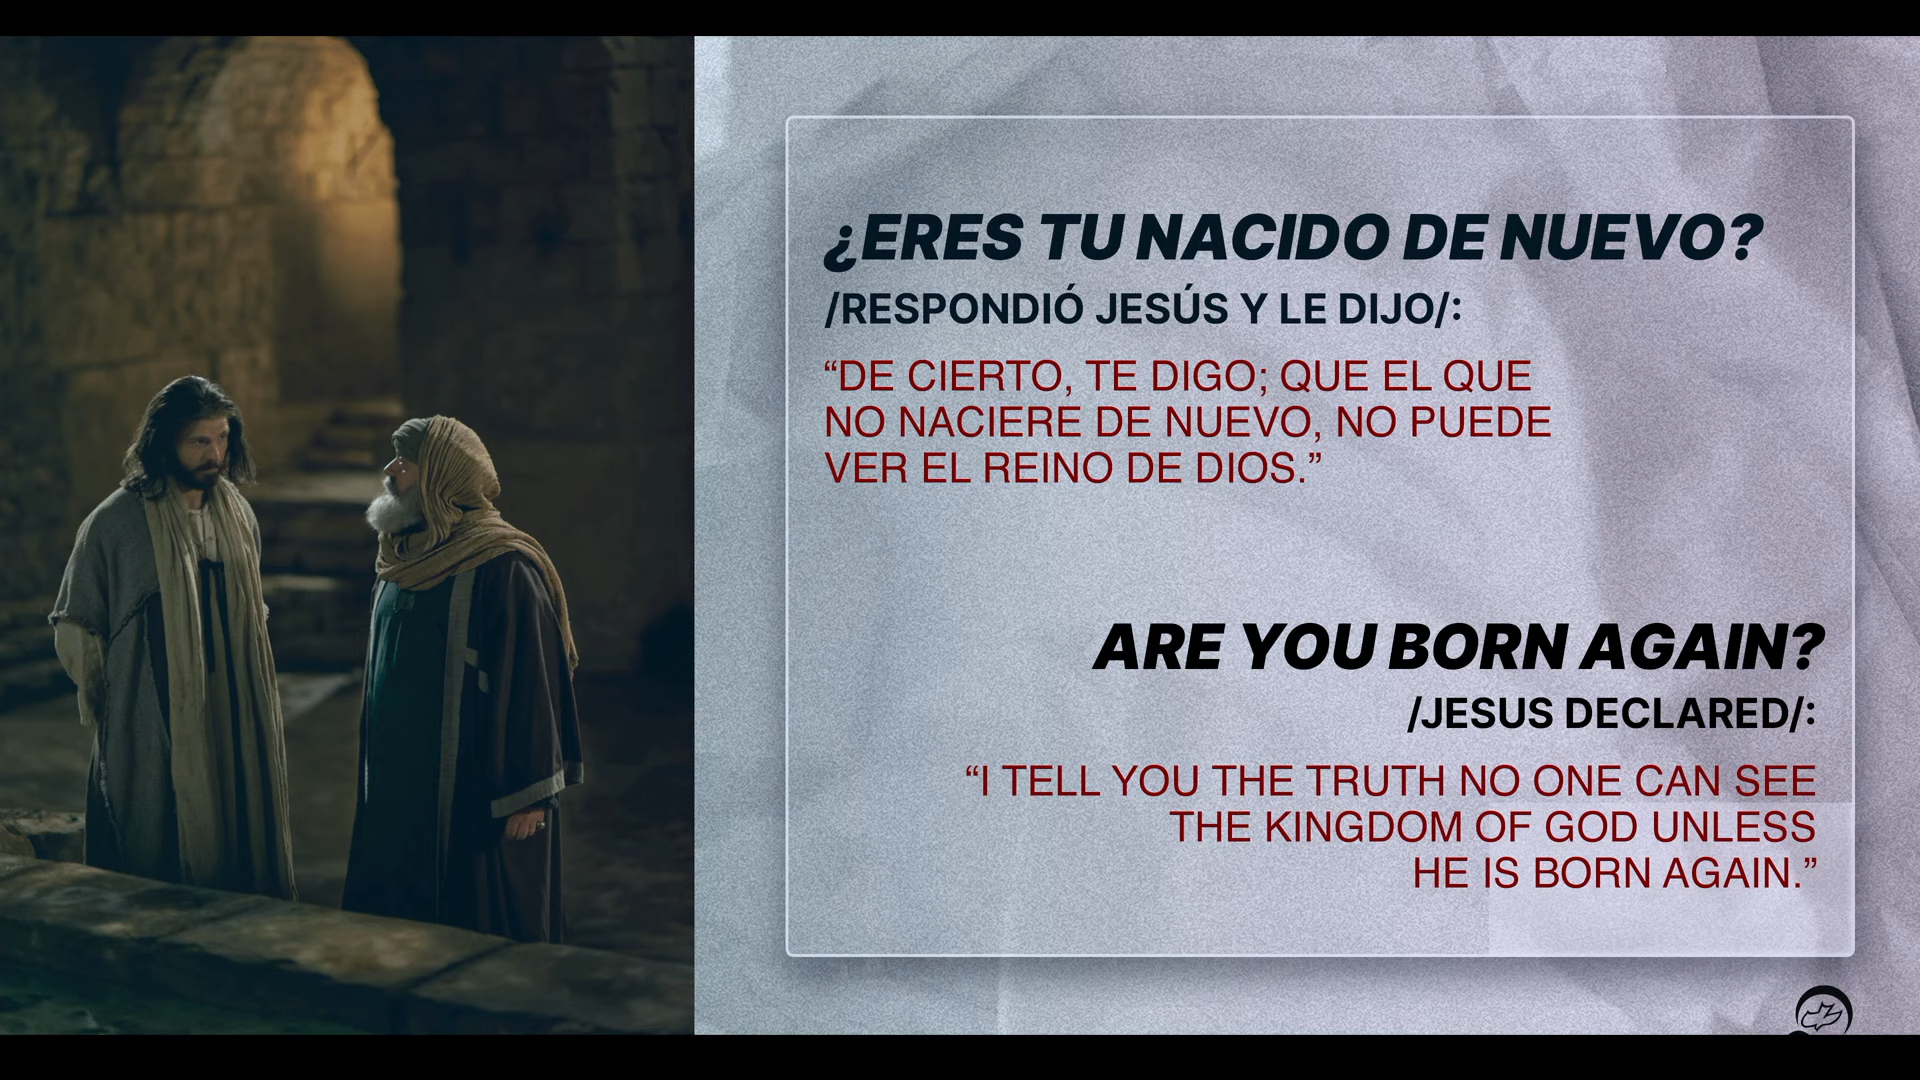 ¿ERES TU NACIDO DE NUEVO?
/RESPONDIÓ JESÚS Y LE DIJO/:
“DE CIERTO, TE DIGO; QUE EL QUE
NO NACIERE DE NUEVO, NO PUEDE
VER EL REINO DE DIOS.”
ARE YOU BORN AGAIN?
/JESUS DECLARED/:
“I TELL YOU THE TRUTH NO ONE CAN SEE
THE KINGDOM OF GOD UNLESS
HE IS BORN AGAIN.”